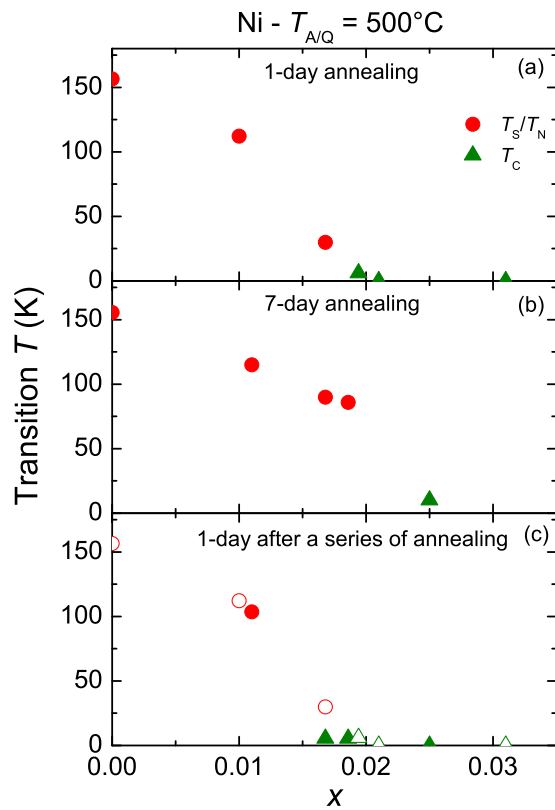 Ni - T_A/Q = 500°C
1-day annealing
(a)
T_S/T_N
T_C
150
100
50
0
7-day annealing
(b)
150
100
50
0
Transition T (K)
1-day after a series of annealing
(c)
150
100
50
0
0.00 0.01 0.02 0.03
x